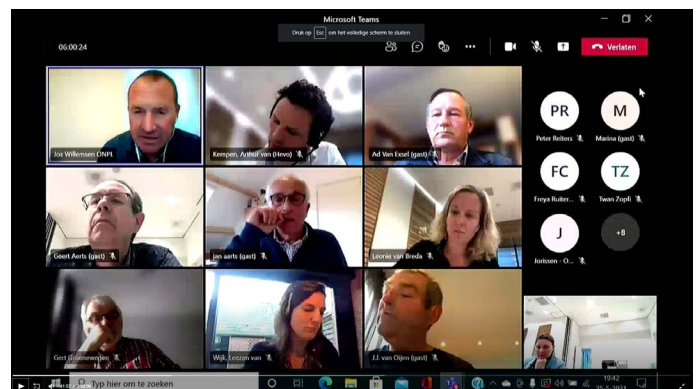 Microsoft Teams
Druk op Esc om het volledige scherm te sluiten
06:00:24
Verlaten
Jos Willemsen ONPL
Kempen, Arthur van (Hevo)
Ad Van Exsel (gast)
PR
M
Peter Reiters
Marina (gast)
FC
TZ
Freya Ruiter...
Twan Zopfi
Geert Aerts (gast)
jan aarts (gast)
Leonie van Breda
J
+8
Jorissen - O...
Gert Groenewegen
Wijk, Leezan van
J.J. van Oijen (gast)
Typ hier om te zoeken
19:42